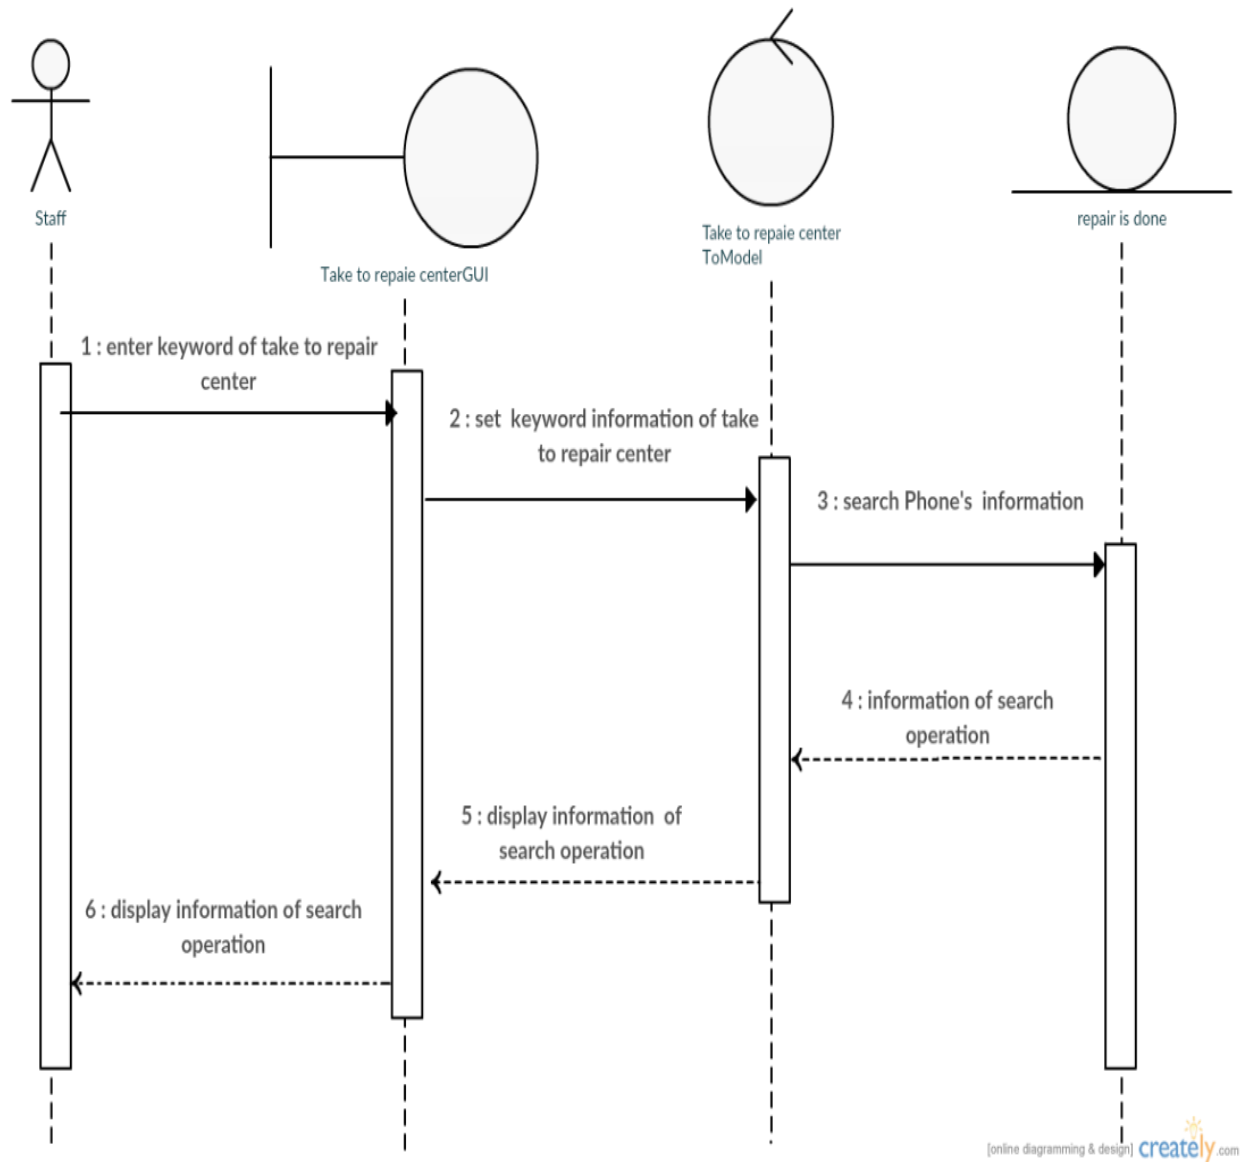 Staff
Take to repaie centerGUI
Take to repaie center
ToModel
repair is done
1 : enter keyword of take to repair
center
2 : set keyword information of take
to repair center
3 : search Phone's information
4 : information of search
operation
5 : display information of
search operation
6 : display information of search
operation
[online diagramming & design] creately.com